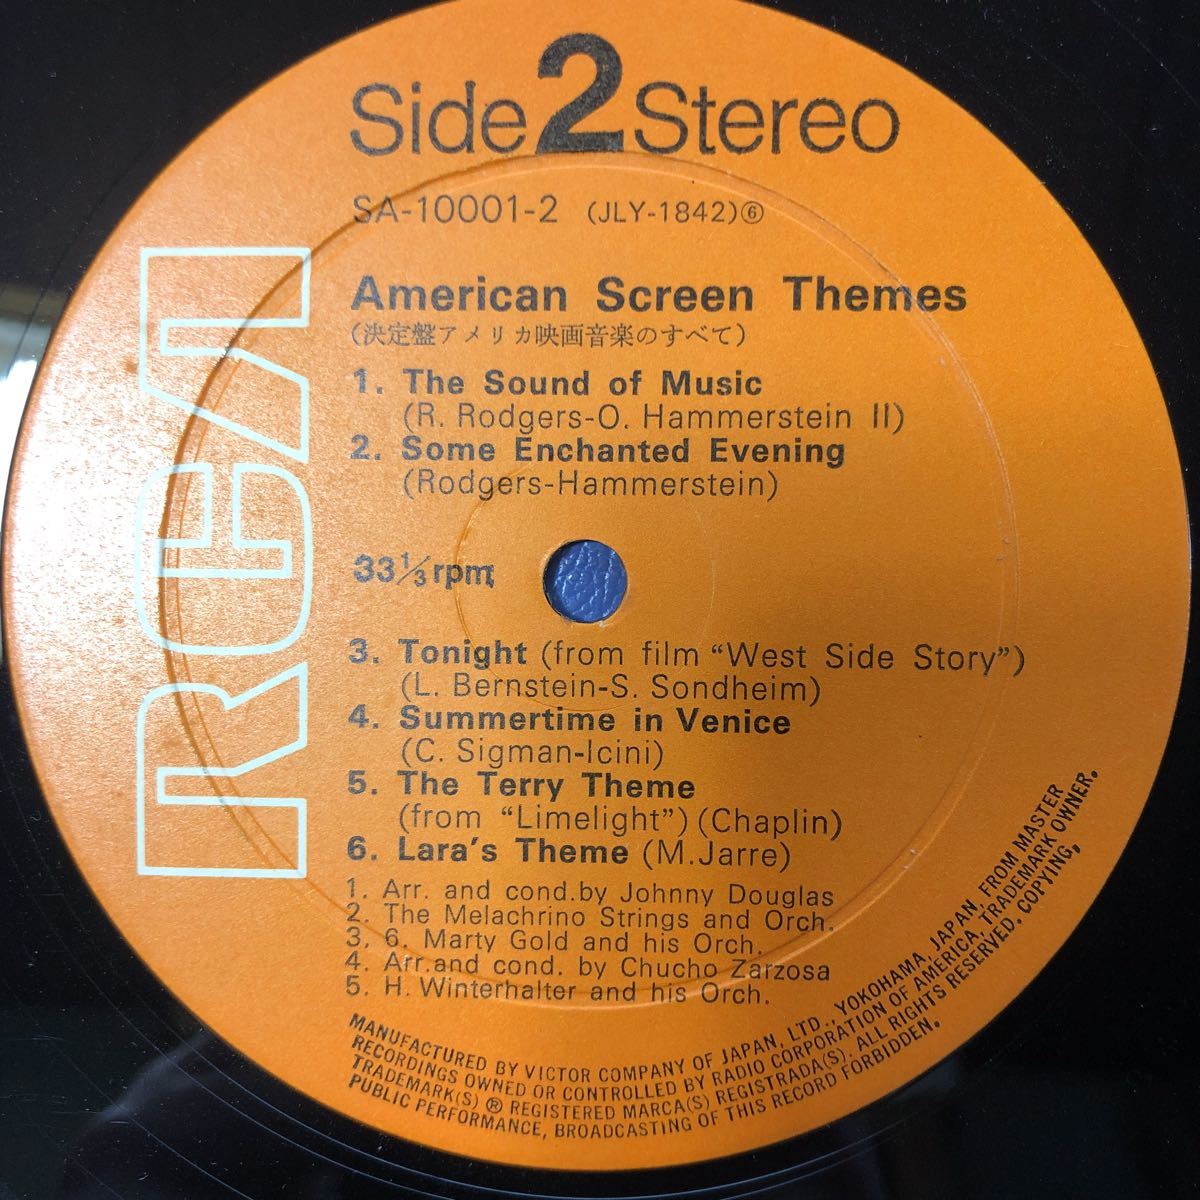 Side 2 Stereo
SA-10001-2 (JLY-1842)⑥
RCA
American Screen Themes
(決定盤アメリカ映画音楽のすべて)
1. The Sound of Music
(R. Rodgers-O. Hammerstein II)
2. Some Enchanted Evening
(Rodgers-Hammerstein)
33 1/3 rpm
3. Tonight (from film “West Side Story”)
(L. Bernstein-S. Sondheim)
4. Summertime in Venice
(C. Sigman-Icini)
5. The Terry Theme
(from “Limelight”) (Chaplin)
6. Lara's Theme (M.Jarre)
1. Arr. and cond.by Johnny Douglas
2. The Melachrino Strings and Orch.
3. 6. Marty Gold and his Orch.
4. Arr.and cond. by Chucho Zarzosa
5. H. Winterhalter and his Orch.
MANUFACTURED BY VICTOR COMPANY OF JAPAN, LTD., YOKOHAMA, JAPAN, FROM MASTER
RECORDINGS OWNED OR CONTROLLED BY RADIO CORPORATION OF AMERICA, TRADEMARK OWNER.
TRADEMARK(S) ® REGISTERED MARCA(S) REGISTRADA(S). ALL RIGHTS RESERVED. COPYING,
PUBLIC PERFORMANCE, BROADCASTING OF THIS RECORD FORBIDDEN.